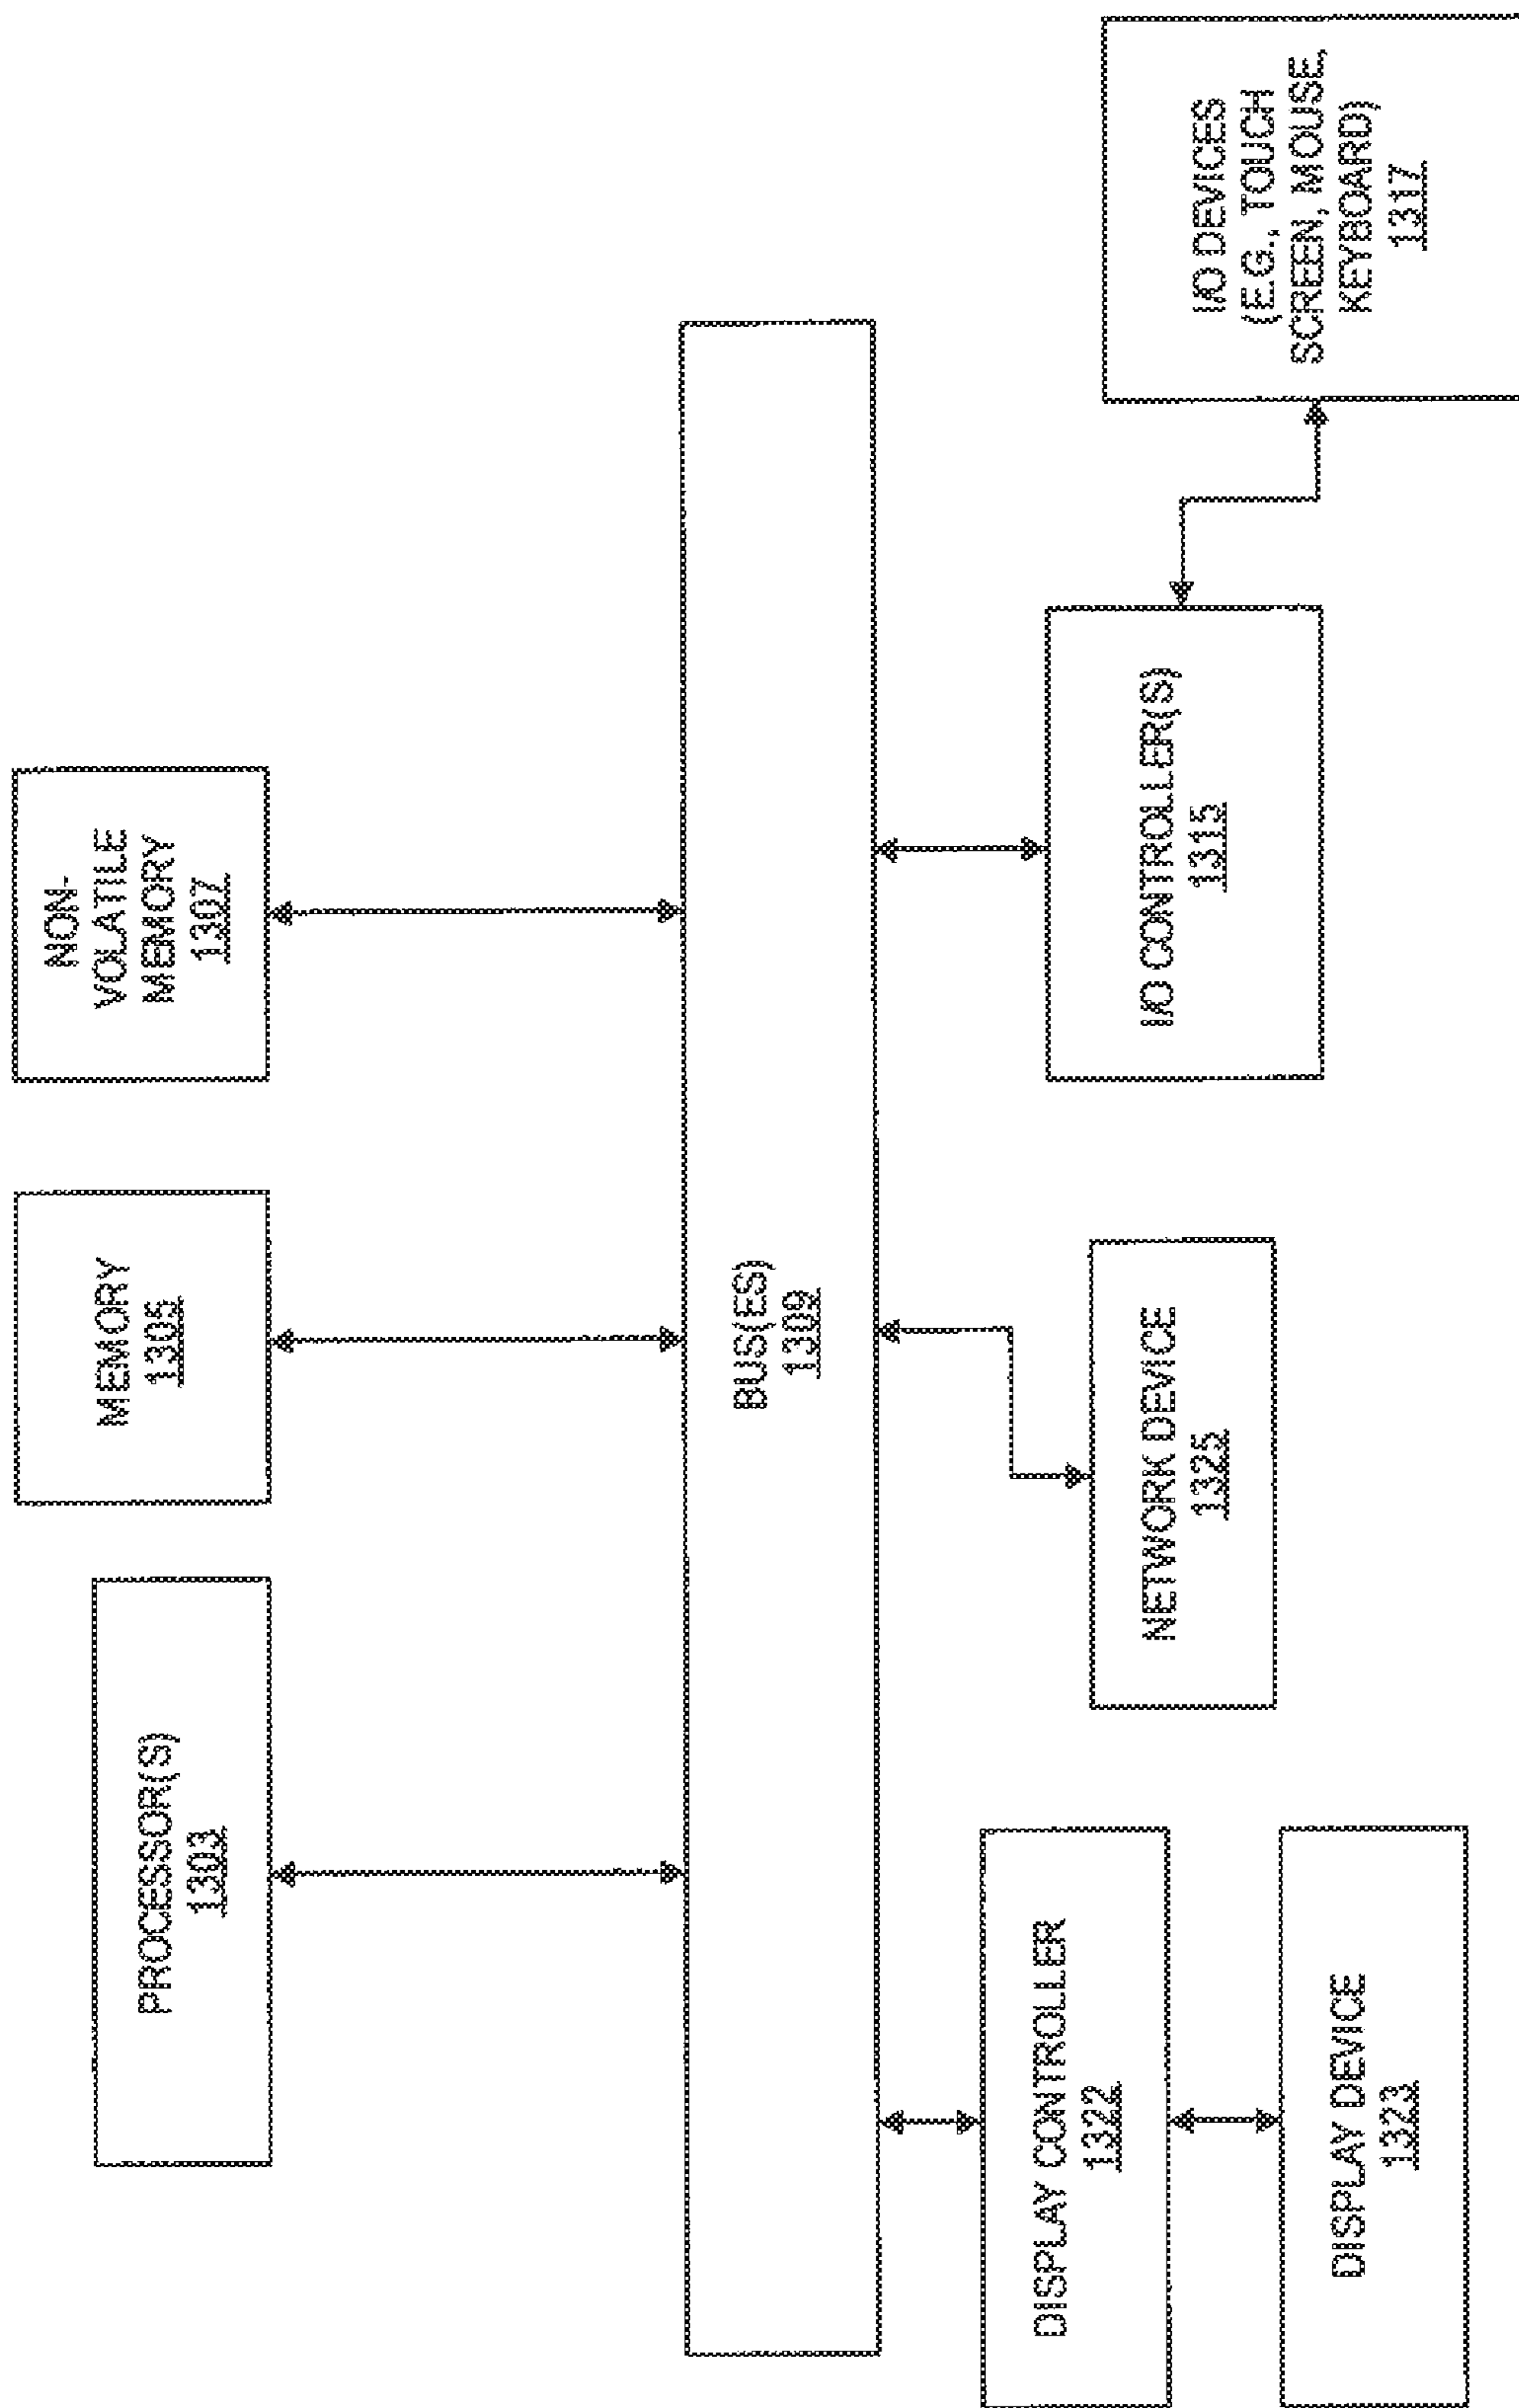 PROCESSOR(S)
1303
MEMORY
1305
NON-
VOLATILE
MEMORY
1307
BUS(ES)
1309
DISPLAY CONTROLLER
1322
DISPLAY DEVICE
1323
NETWORK DEVICE
1325
I/O CONTROLLER(S)
1315
I/O DEVICES
(E.G., TOUCH
SCREEN, MOUSE,
KEYBOARD)
1317